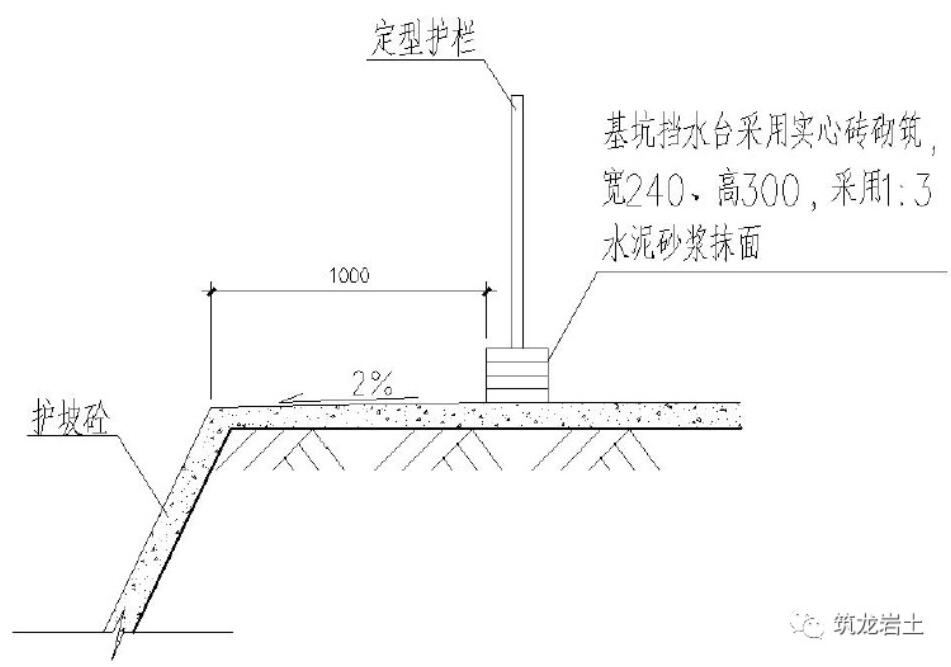 定型护栏
基坑挡水台采用实心砖砌筑，
宽240、高300，采用1:3
水泥砂浆抹面
1000
2%
护坡砼
筑龙岩土